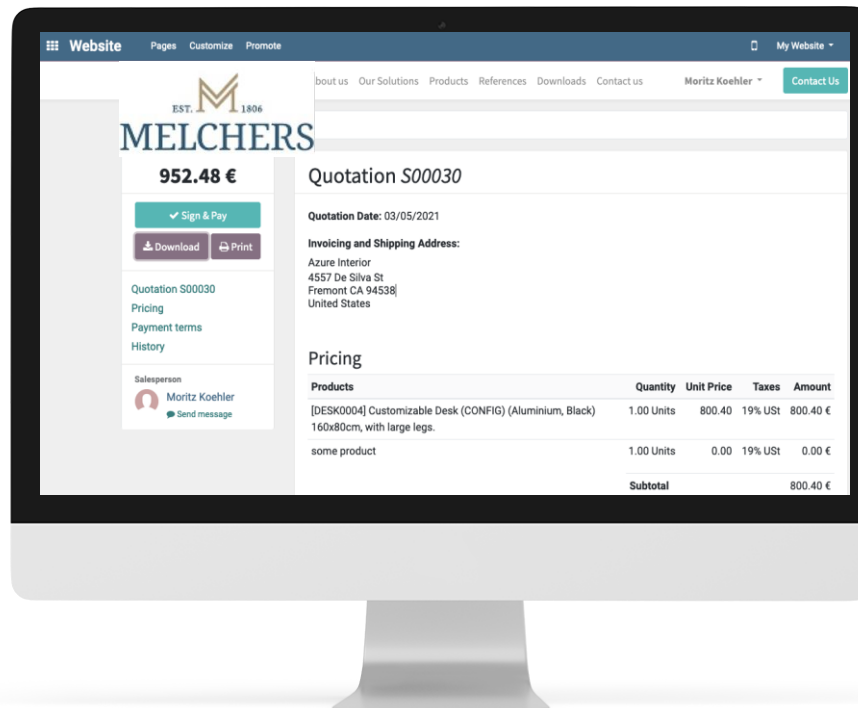 Website Pages Customize Promote My Website
About us Our Solutions Products References Downloads Contact us Moritz Koehler Contact Us
EST. M 1806
MELCHERS
952.48 €
Sign & Pay
Download Print
Quotation S00030
Pricing
Payment terms
History
Salesperson
Moritz Koehler
Send message
Quotation S00030
Quotation Date: 03/05/2021
Invoicing and Shipping Address:
Azure Interior
4557 De Silva St
Fremont CA 94538
United States
Pricing
Products Quantity Unit Price Taxes Amount
[DESK0004] Customizable Desk (CONFIG) (Aluminium, Black) 1.00 Units 800.40 19% USt 800.40 €
160x80cm, with large legs.
some product 1.00 Units 0.00 19% USt 0.00 €
Subtotal 800.40 €